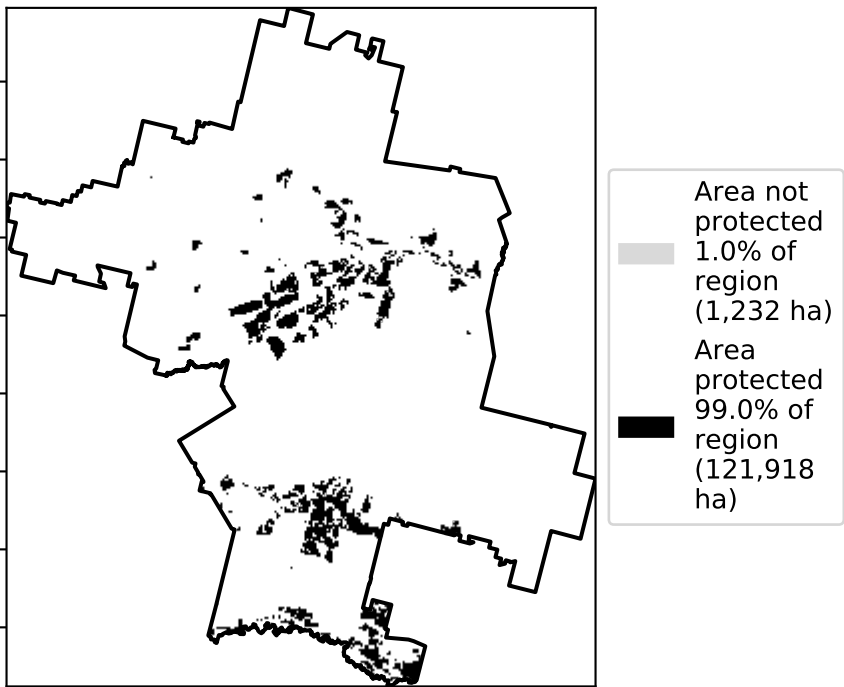 Area not
protected
1.0% of
region
(1,232 ha)
Area
protected
99.0% of
region
(121,918
ha)